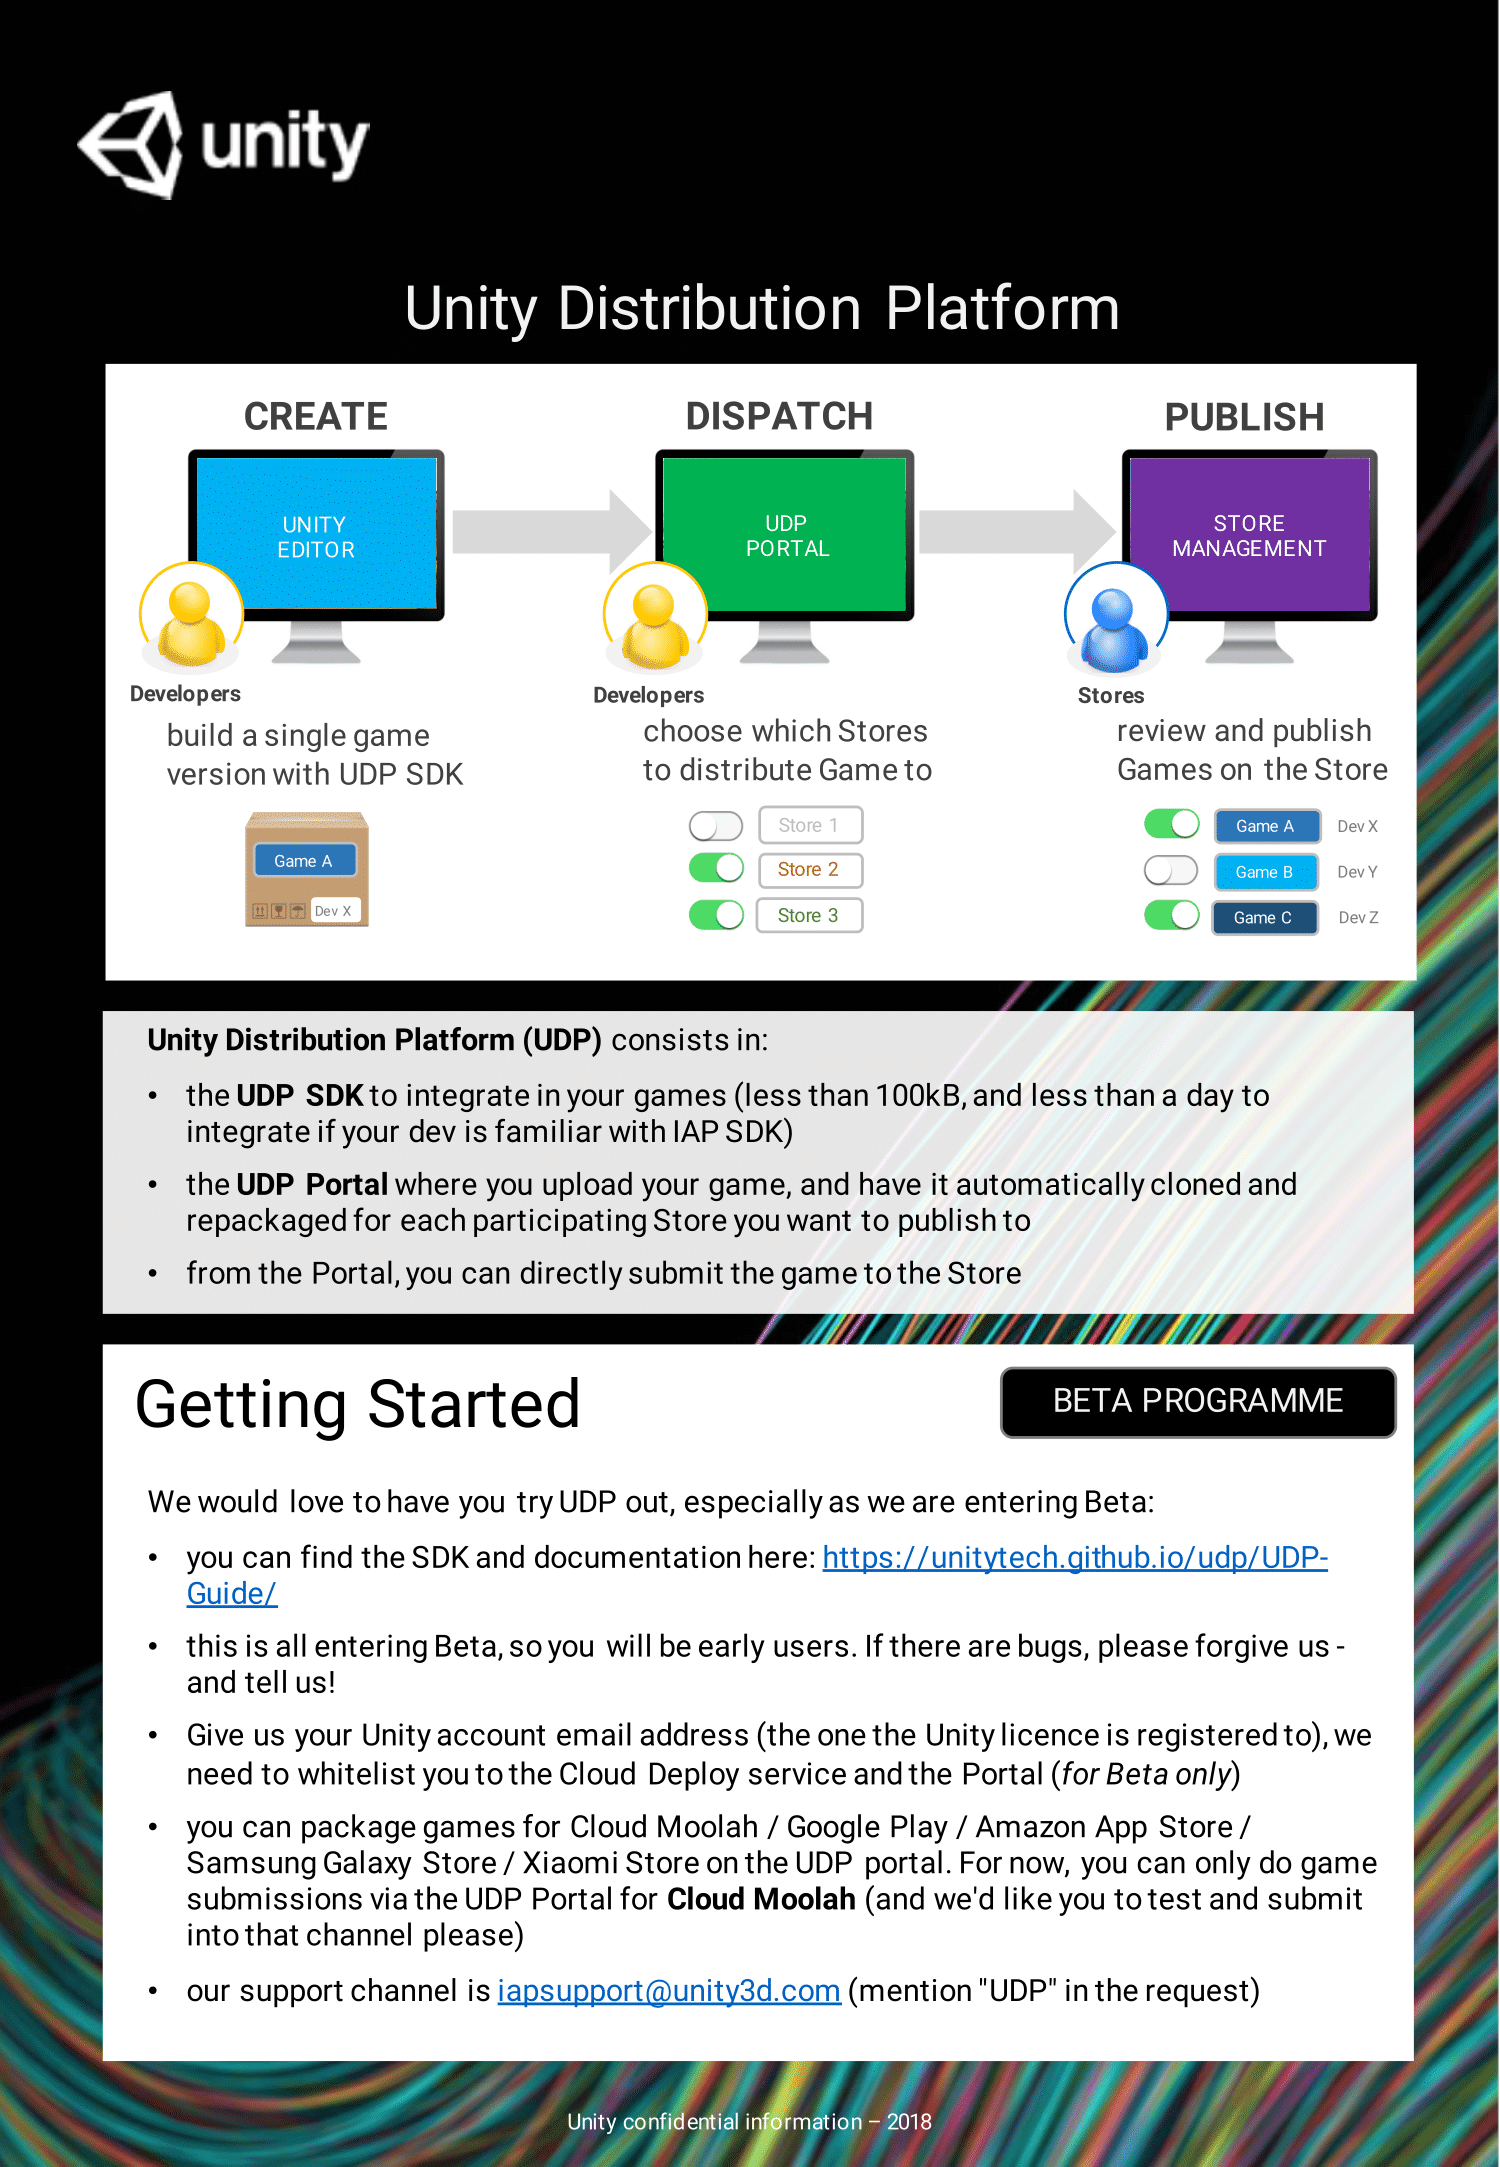 unity
Unity Distribution Platform
CREATE
DISPATCH
PUBLISH
UNITY
EDITOR
UDP
PORTAL
STORE
MANAGEMENT
Developers
build a single game
version with UDP SDK
Developers
choose which Stores
to distribute Game to
Stores
review and publish
Games on the Store
Game A
Dev X
Store 1
Store 2
Store 3
Game A Dev X
Game B Dev Y
Game C Dev Z
Unity Distribution Platform (UDP) consists in:
• the UDP SDK to integrate in your games (less than 100kB, and less than a day to
integrate if your dev is familiar with IAP SDK)
• the UDP Portal where you upload your game, and have it automatically cloned and
repackaged for each participating Store you want to publish to
• from the Portal, you can directly submit the game to the Store
Getting Started
BETA PROGRAMME
We would love to have you try UDP out, especially as we are entering Beta:
• you can find the SDK and documentation here: https://unitytech.github.io/udp/UDP-
Guide/
• this is all entering Beta, so you will be early users. If there are bugs, please forgive us -
and tell us!
• Give us your Unity account email address (the one the Unity licence is registered to), we
need to whitelist you to the Cloud Deploy service and the Portal (for Beta only)
• you can package games for Cloud Moolah / Google Play / Amazon App Store /
Samsung Galaxy Store / Xiaomi Store on the UDP portal. For now, you can only do game
submissions via the UDP Portal for Cloud Moolah (and we'd like you to test and submit
into that channel please)
• our support channel is iapsupport@unity3d.com (mention "UDP" in the request)
Unity confidential information – 2018